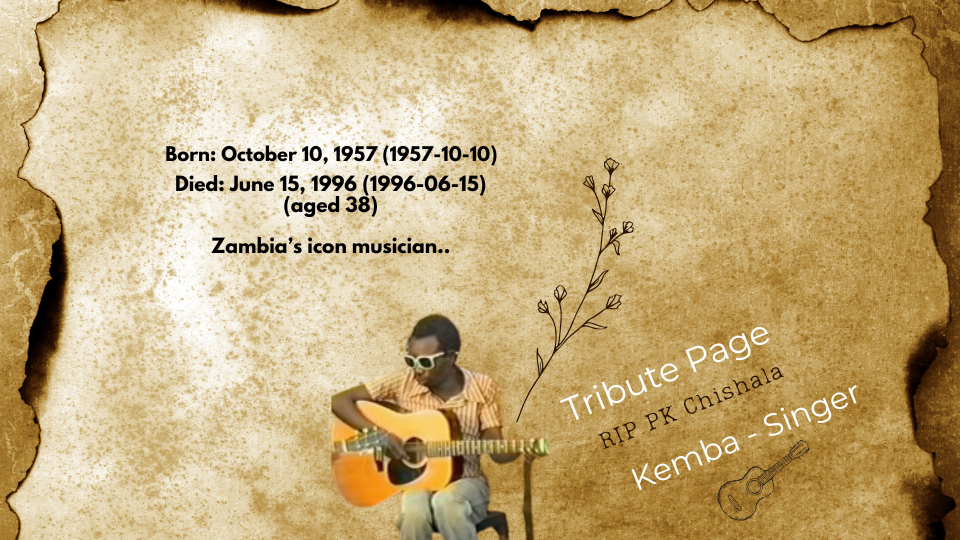 Born: October 10, 1957 (1957-10-10)
Died: June 15, 1996 (1996-06-15)
(aged 38)
Zambia’s icon musician..
Tribute Page
RIP PK Chishala
Kemba - Singer